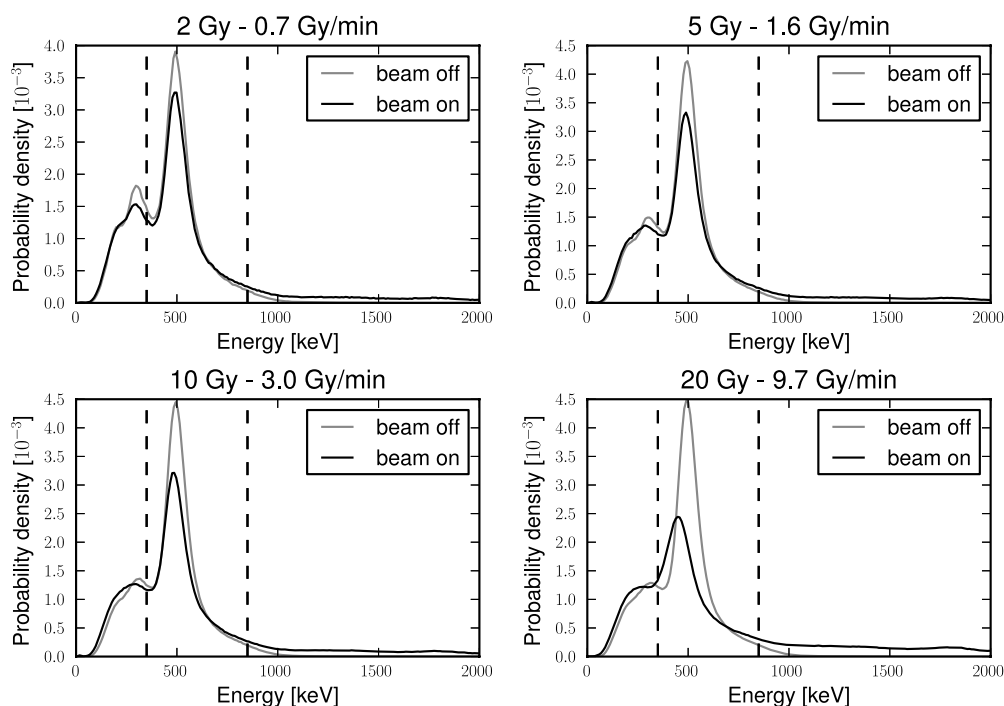 2 Gy - 0.7 Gy/min
Probability density [10⁻³]
4.0
3.5
3.0
2.5
2.0
1.5
1.0
0.5
0.0
beam off
beam on
0 500 1000 1500 2000
Energy [keV]
5 Gy - 1.6 Gy/min
Probability density [10⁻³]
4.5
4.0
3.5
3.0
2.5
2.0
1.5
1.0
0.5
0.0
beam off
beam on
0 500 1000 1500 2000
Energy [keV]
10 Gy - 3.0 Gy/min
Probability density [10⁻³]
4.5
4.0
3.5
3.0
2.5
2.0
1.5
1.0
0.5
0.0
beam off
beam on
0 500 1000 1500 2000
Energy [keV]
20 Gy - 9.7 Gy/min
Probability density [10⁻³]
4.5
4.0
3.5
3.0
2.5
2.0
1.5
1.0
0.5
0.0
beam off
beam on
0 500 1000 1500 2000
Energy [keV]